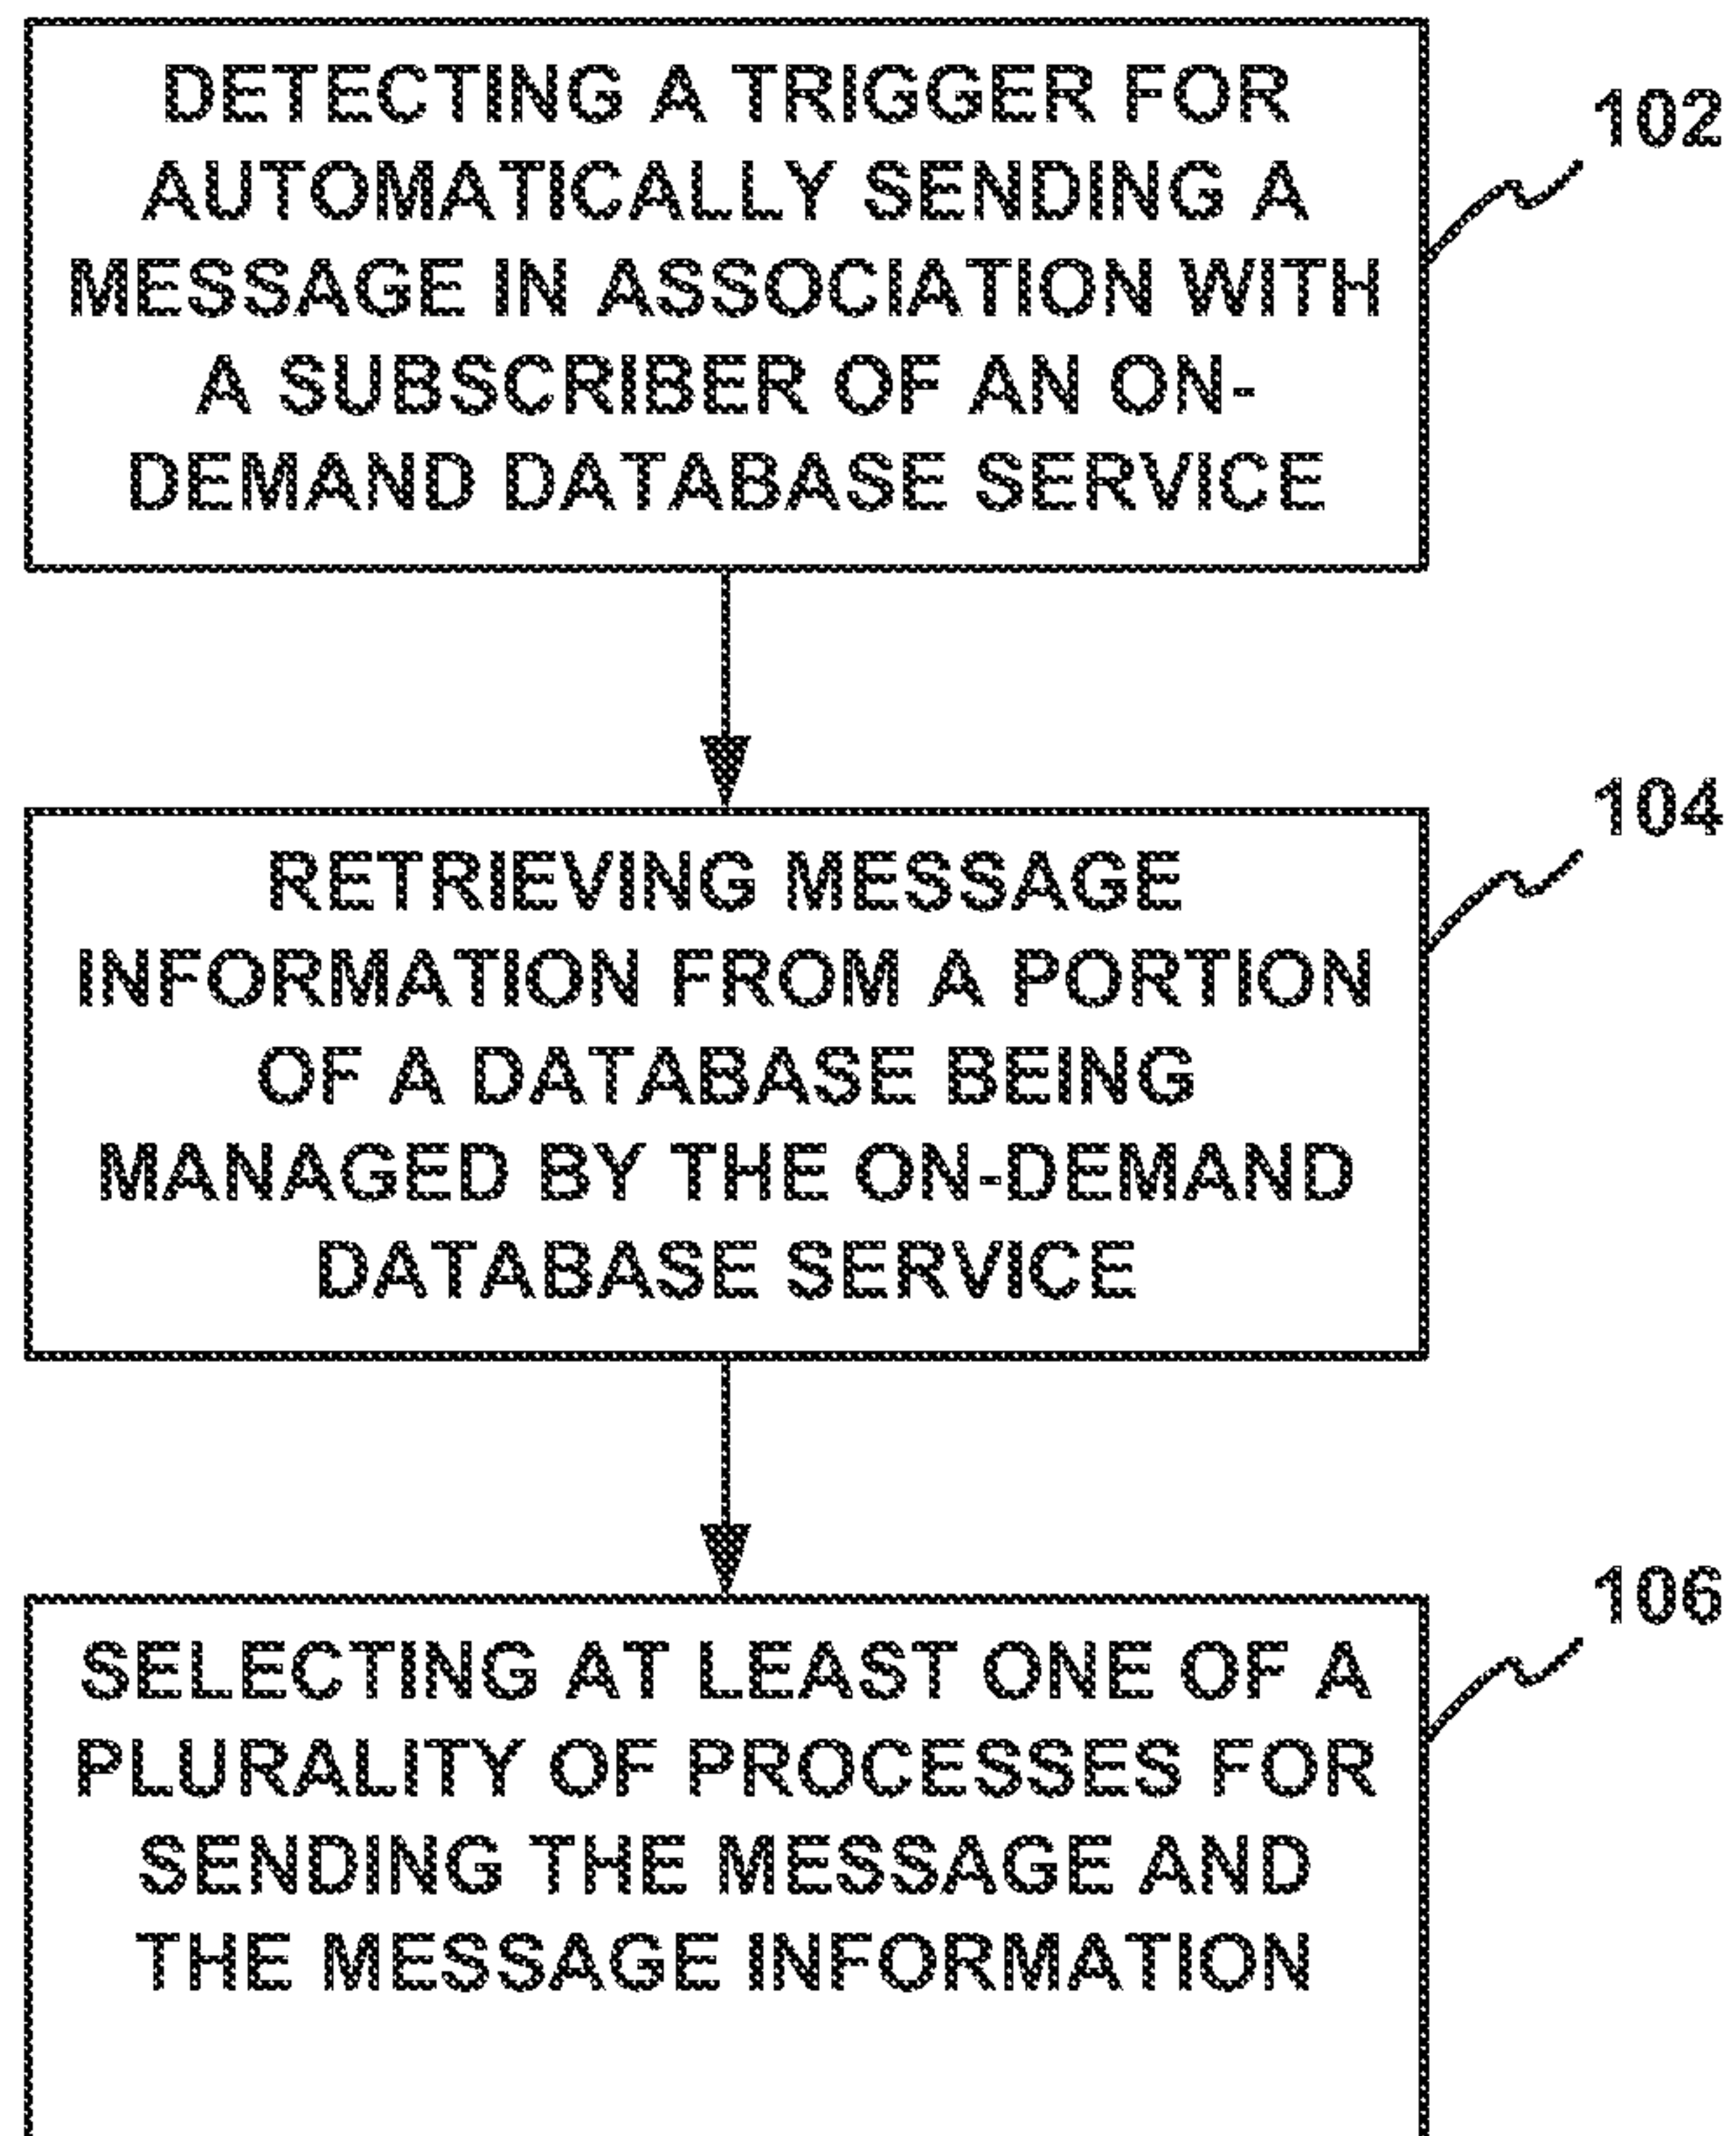 DETECTING A TRIGGER FOR
102
AUTOMATICALLY SENDING A
MESSAGE IN ASSOCIATION WITH
A SUBSCRIBER OF AN ON-
DEMAND DATABASE SERVICE
104
RETRIEVING MESSAGE
INFORMATION FROM A PORTION
OF A DATABASE BEING
MANAGED BY THE ON-DEMAND
DATABASE SERVICE
106
SELECTING AT LEAST ONE OF A
PLURALITY OF PROCESSES FOR
SENDING THE MESSAGE AND
THE MESSAGE INFORMATION